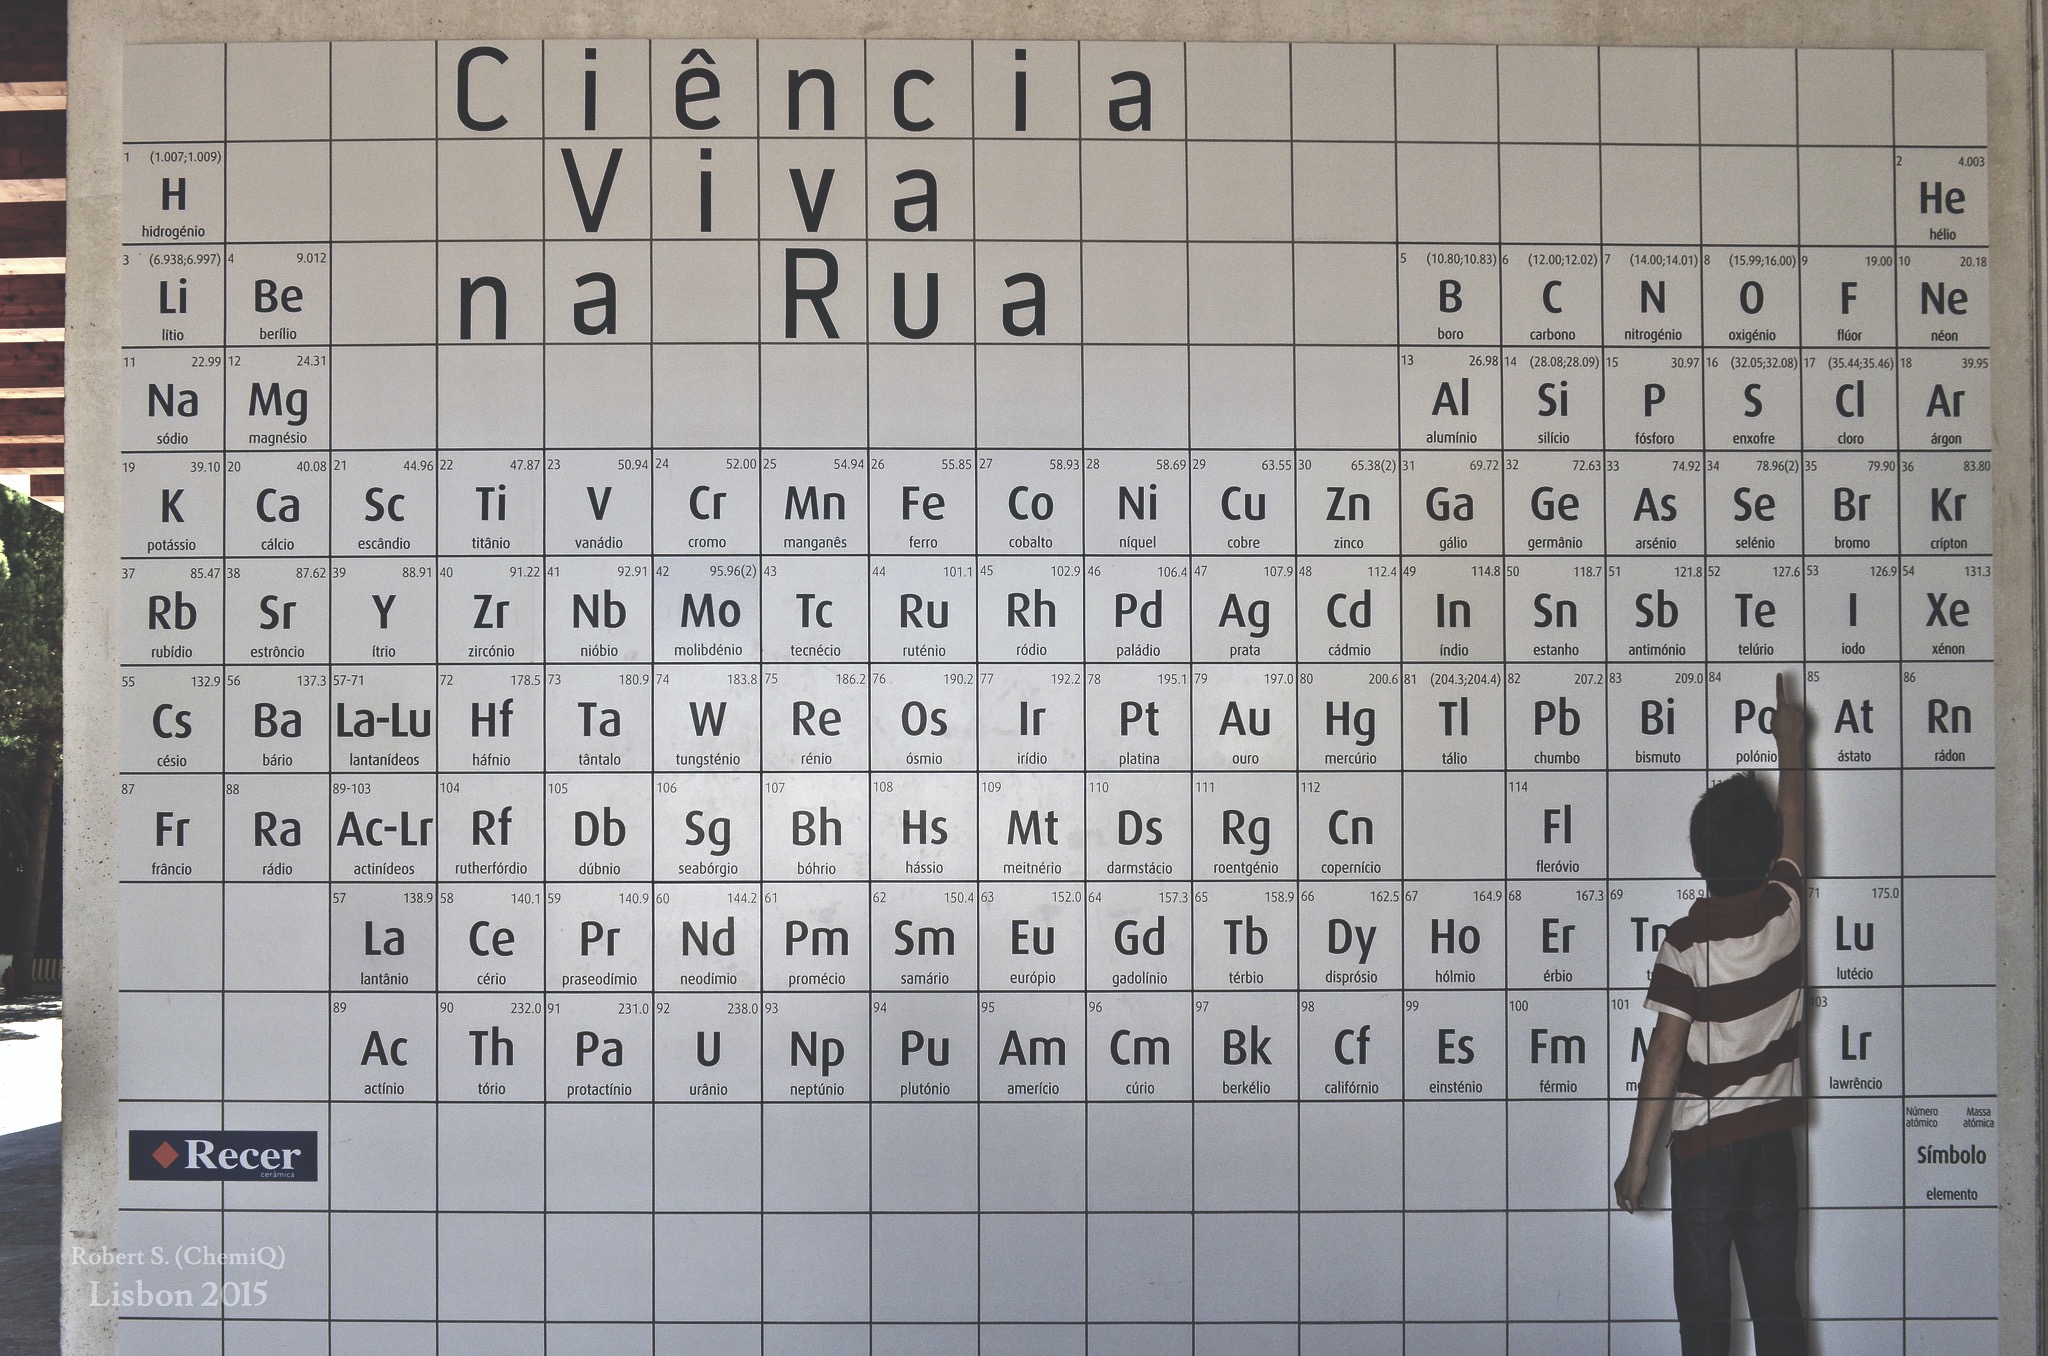 Ciência
Viva
na Rua
1 (1.007;1.009) 2 4.003
H He
hidrogénio hélio
3 (6.938;6.997) 4 9.012 5 (10.80;10.83) 6 (12.00;12.02) 7 (14.00;14.01) 8 (15.99;16.00) 9 19.00 10 20.18
Li Be B C N O F Ne
lítio berílio boro carbono nitrogénio oxigénio flúor néon
11 22.99 12 24.31 13 26.98 14 (28.08;28.09) 15 30.97 16 (32.05;32.08) 17 (35.44;35.46) 18 39.95
Na Mg Al Si P S Cl Ar
sódio magnésio alumínio silício fósforo enxofre cloro árgon
19 39.10 20 40.08 21 44.96 22 47.87 23 50.94 24 52.00 25 54.94 26 55.85 27 58.93 28 58.69 29 63.55 30 65.38(2) 31 69.72 32 72.63 33 74.92 34 78.96(2) 35 79.90 36 83.80
K Ca Sc Ti V Cr Mn Fe Co Ni Cu Zn Ga Ge As Se Br Kr
potássio cálcio escândio titânio vanádio cromo manganês ferro cobalto níquel cobre zinco gálio germânio arsénio selénio bromo crípton
37 85.47 38 87.62 39 88.91 40 91.22 41 92.91 42 95.96(2) 43 44 101.1 45 102.9 46 106.4 47 107.9 48 112.4 49 114.8 50 118.7 51 121.8 52 127.6 53 126.9 54 131.3
Rb Sr Y Zr Nb Mo Tc Ru Rh Pd Ag Cd In Sn Sb Te I Xe
rubídio estrôncio ítrio zircónio nióbio molibdénio tecnécio ruténio ródio paládio prata cádmio índio estanho antimónio telúrio iodo xénon
55 132.9 56 137.3 57-71 72 178.5 73 180.9 74 183.8 75 186.2 76 190.2 77 192.2 78 195.1 79 197.0 80 200.6 81 (204.3;204.4) 82 207.2 83 209.0 84 85 86
Cs Ba La-Lu Hf Ta W Re Os Ir Pt Au Hg Tl Pb Bi Po At Rn
césio bário lantanídeos háfnio tântalo tungsténio rénio ósmio irídio platina ouro mercúrio tálio chumbo bismuto polónio ástato rádon
87 88 89-103 104 105 106 107 108 109 110 111 112 114
Fr Ra Ac-Lr Rf Db Sg Bh Hs Mt Ds Rg Cn Fl
frâncio rádio actinídeos rutherfórdio dúbnio seabórgio bóhrio hássio meitnério darmstácio roentgénio copernício fleróvio
57 138.9 58 140.1 59 140.9 60 144.2 61 62 150.4 63 152.0 64 157.3 65 158.9 66 162.5 67 164.9 68 167.3 69 168.9 71 175.0
La Ce Pr Nd Pm Sm Eu Gd Tb Dy Ho Er Tm Lu
lantânio cério praseodímio neodímio promécio samário európio gadolínio térbio disprósio hólmio érbio lutécio
89 90 232.0 91 231.0 92 238.0 93 94 95 96 97 98 99 100 101 103
Ac Th Pa U Np Pu Am Cm Bk Cf Es Fm Lr
actínio tório protactínio urânio neptúnio plutónio amerício cúrio berkélio califórnio einsténio férmio lawrêncio
Número atómico Massa atómica
Símbolo
elemento
Recer
cerâmica
Robert S. (ChemiQ)
Lisbon 2015